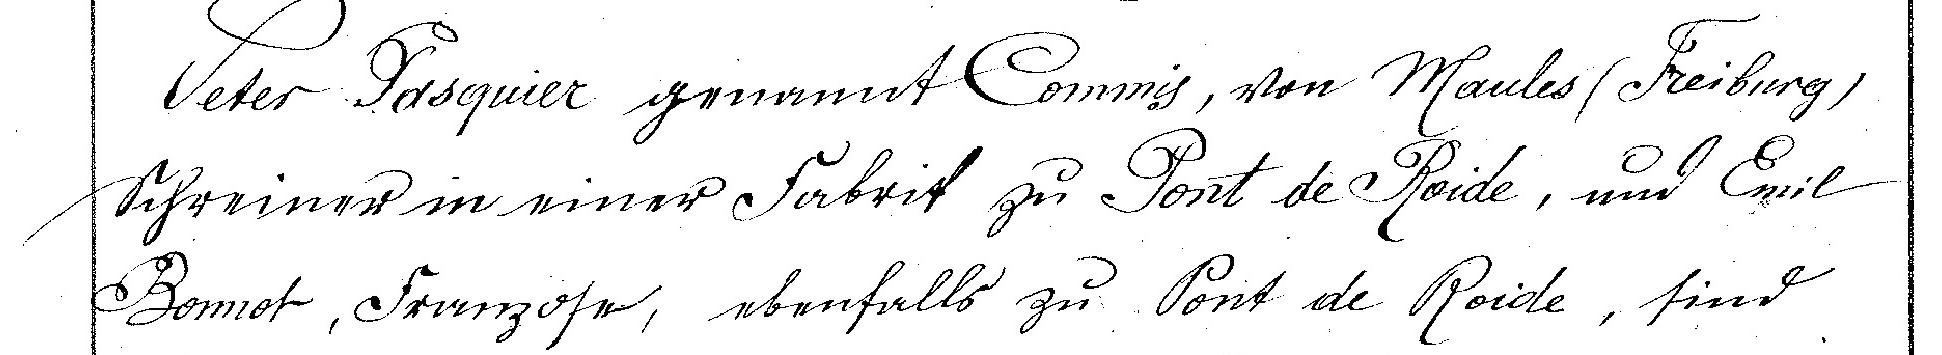 Peter Pasquier genannt Commis, von Maules (Freiburg)
Schreiner in einer Fabrik zu Pont de Roide, und Emil
Bonnot, Franzose, ebenfalls zu Pont de Roide, sind